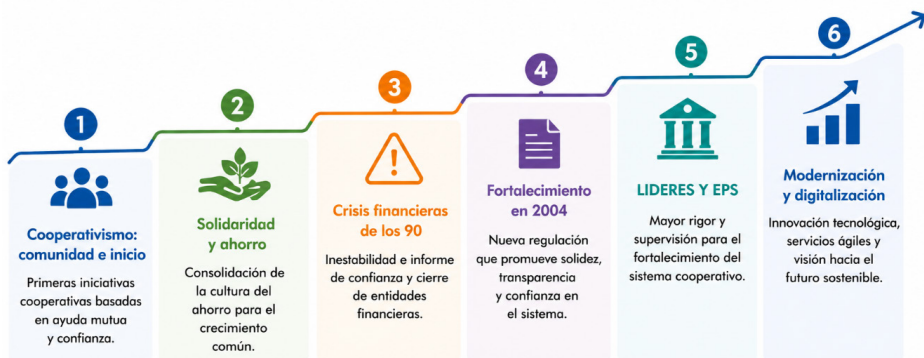 1
Cooperativismo:
comunidad e inicio
Primeras iniciativas
cooperativas basadas
en ayuda mutua
y confianza.
2
Solidaridad
y ahorro
Consolidación de
la cultura del
ahorro para el
crecimiento
común.
3
Crisis financieras
de los 90
Inestabilidad e informe
de confianza y cierre
de entidades
financieras.
4
Fortalecimiento
en 2004
Nueva regulación
que promueve solidez,
transparencia
y confianza en
el sistema.
5
LIDERES Y EPS
Mayor rigor y
supervisión para el
fortalecimiento del
sistema cooperativo.
6
Modernización
y digitalización
Innovación tecnológica,
servicios ágiles y
visión hacia el
futuro sostenible.